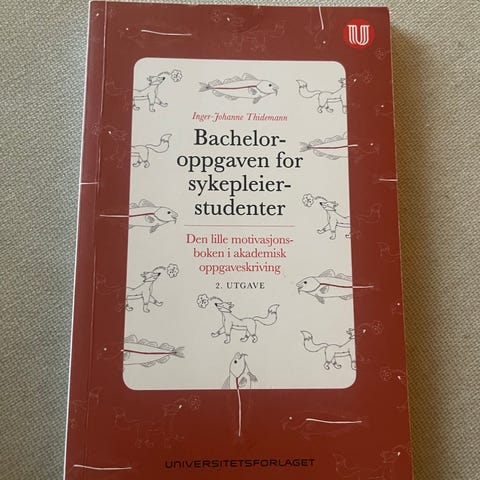 Inger-Johanne Thidemann
Bachelor-
oppgaven for
sykepleier-
studenter
Den lille motivasjons-
boken i akademisk
oppgaveskriving
2. UTGAVE
UNIVERSITETSFORLAGET